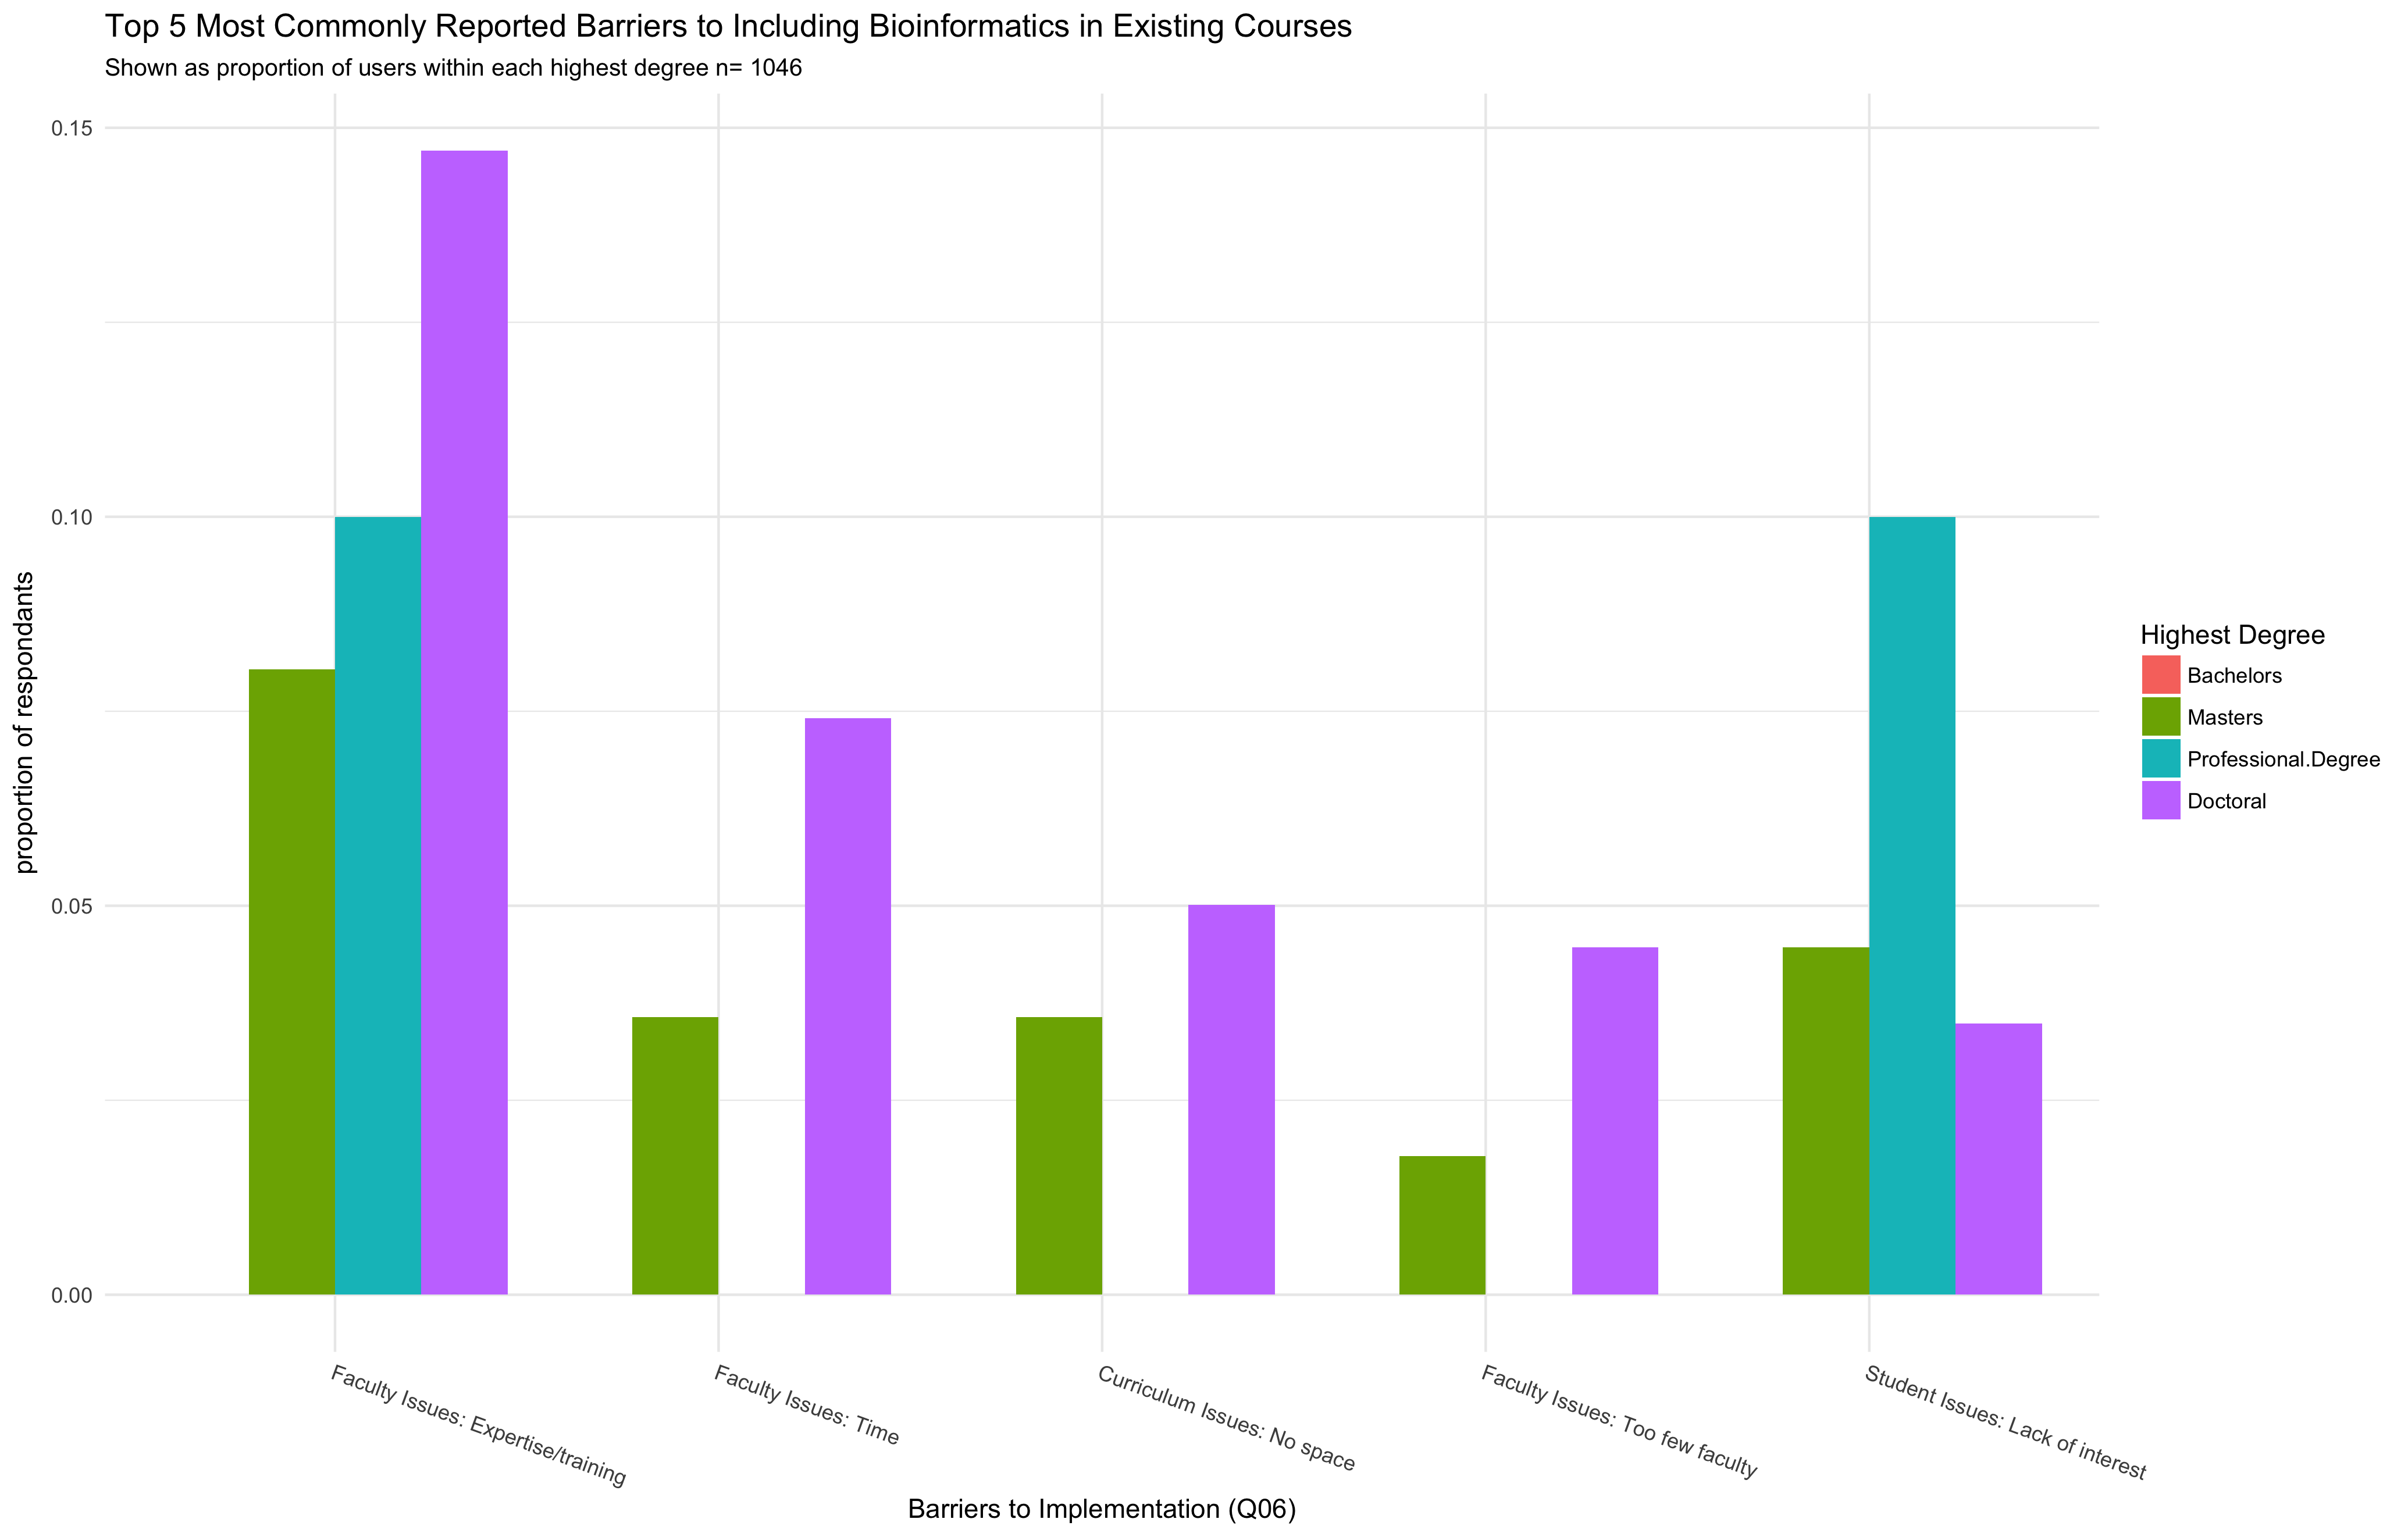 Top 5 Most Commonly Reported Barriers to Including Bioinformatics in Existing Courses
Shown as proportion of users within each highest degree n= 1046
proportion of respondants
0.15
0.10
0.05
0.00
Faculty Issues: Expertise/training
Faculty Issues: Time
Curriculum Issues: No space
Faculty Issues: Too few faculty
Student Issues: Lack of interest
Barriers to Implementation (Q06)
Highest Degree
Bachelors
Masters
Professional.Degree
Doctoral